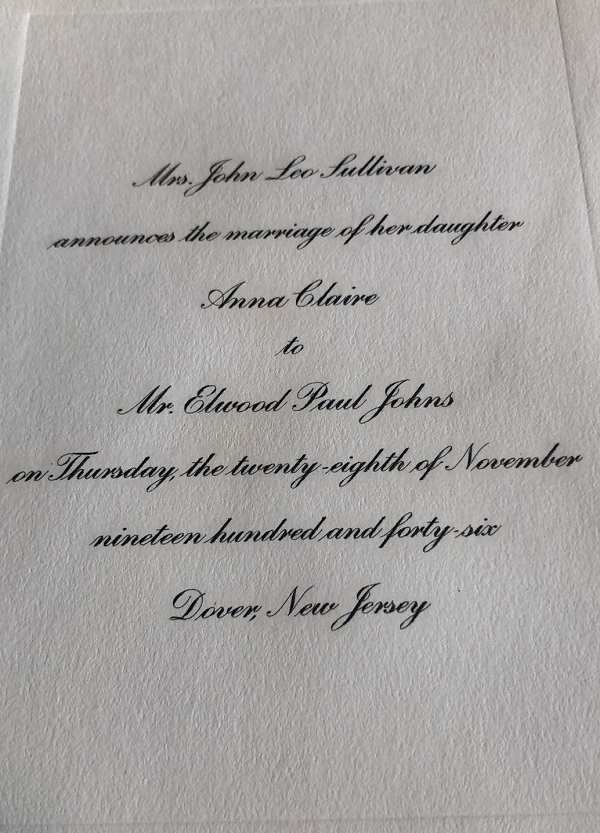 Mrs. John Leo Sullivan
announces the marriage of her daughter
Anna Claire
to
Mr. Elwood Paul Johns
on Thursday, the twenty-eighth of November
nineteen hundred and forty-six
Dover, New Jersey